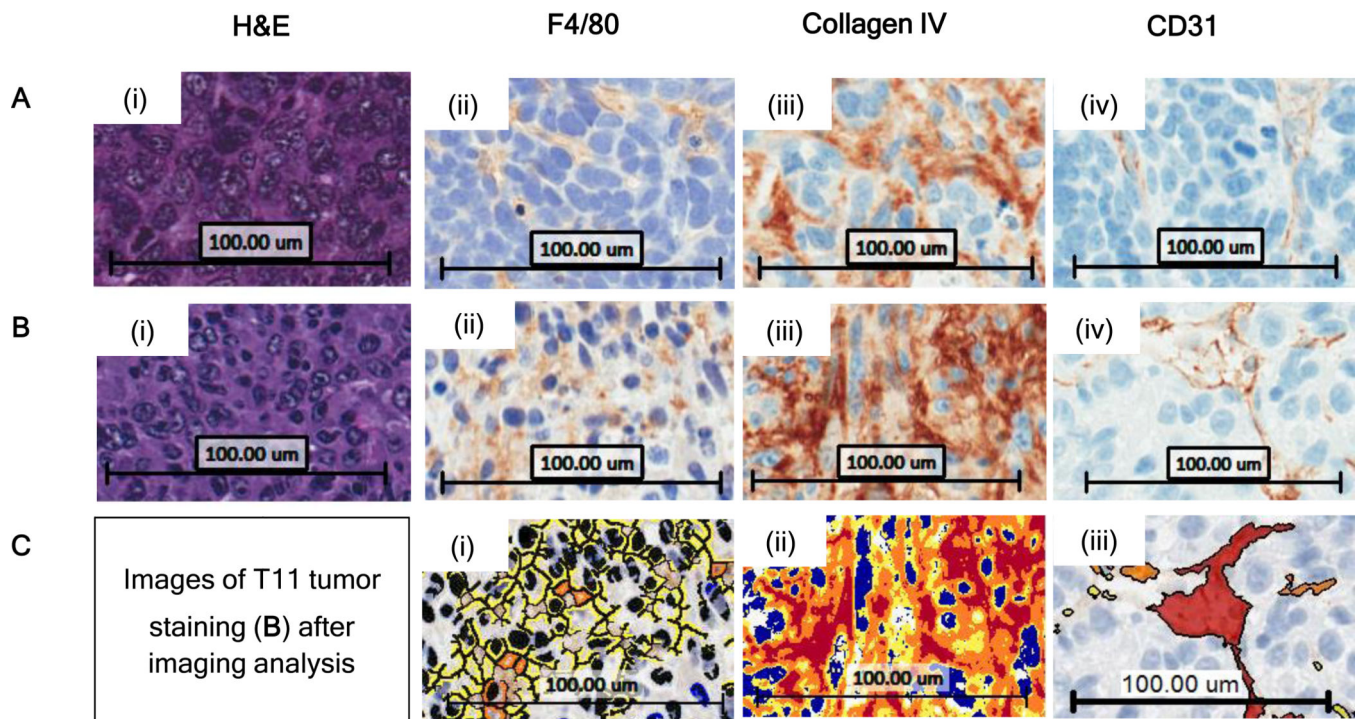 H&E F4/80 Collagen IV CD31
A (i) (ii) (iii) (iv)
100.00 um 100.00 um 100.00 um 100.00 um
B (i) (ii) (iii) (iv)
100.00 um 100.00 um 100.00 um 100.00 um
C (i) (ii) (iii)
Images of T11 tumor
staining (B) after
imaging analysis
100.00 um 100.00 um 100.00 um